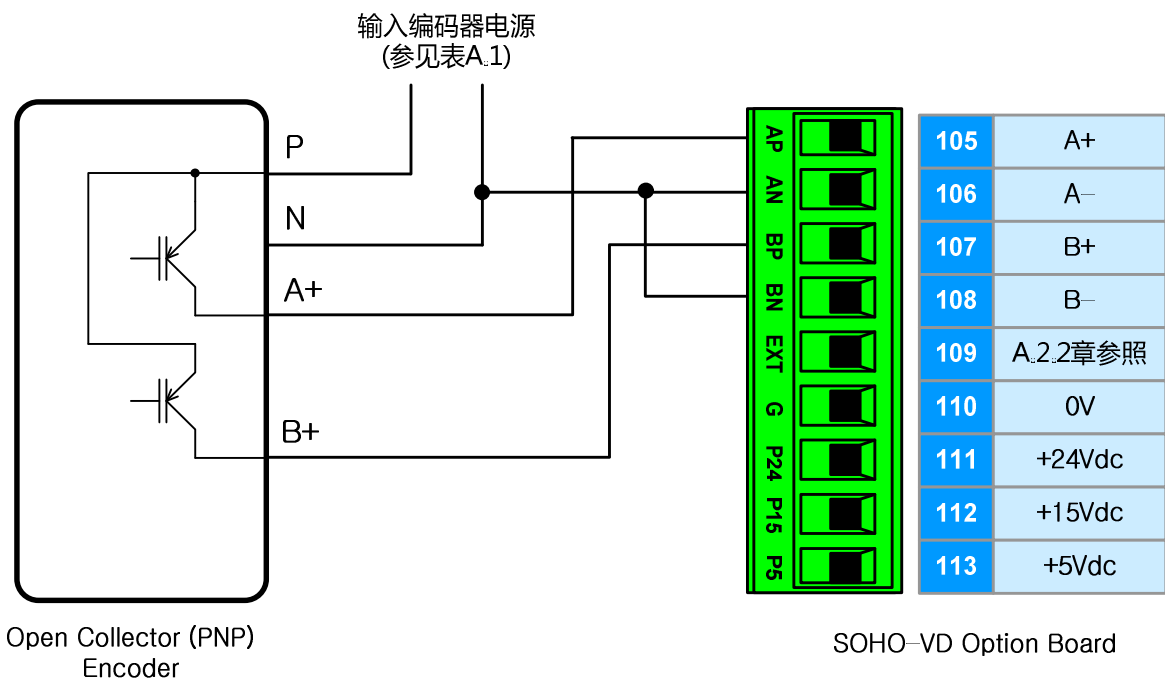 输入编码器电源
(参见表A.1)
P
N
A+
B+
Open Collector (PNP)
Encoder
AP
AN
BP
BN
EXT
G
P24
P15
P5
105 A+
106 A-
107 B+
108 B-
109 A.2.2章参照
110 0V
111 +24Vdc
112 +15Vdc
113 +5Vdc
SOHO-VD Option Board